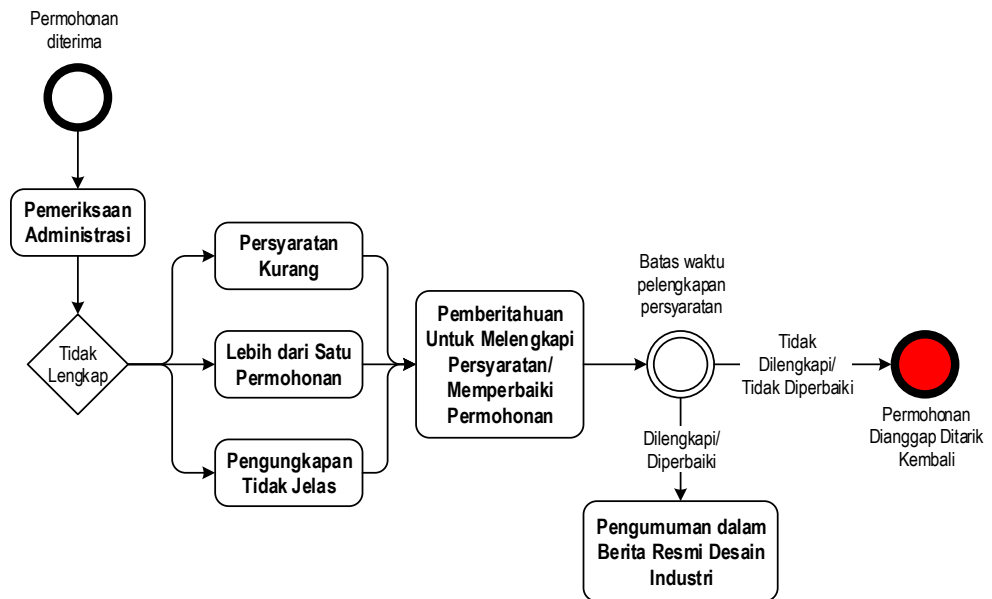 Permohonan
diterima
Pemeriksaan
Administrasi
Tidak
Lengkap
Persyaratan
Kurang
Lebih dari Satu
Permohonan
Pengungkapan
Tidak Jelas
Pemberitahuan
Untuk Melengkapi
Persyaratan/
Memperbaiki
Permohonan
Batas waktu
pelengkapan
persyaratan
Tidak
Dilengkapi/
Tidak Diperbaiki
Permohonan
Dianggap Ditarik
Kembali
Dilengkapi/
Diperbaiki
Pengumuman dalam
Berita Resmi Desain
Industri